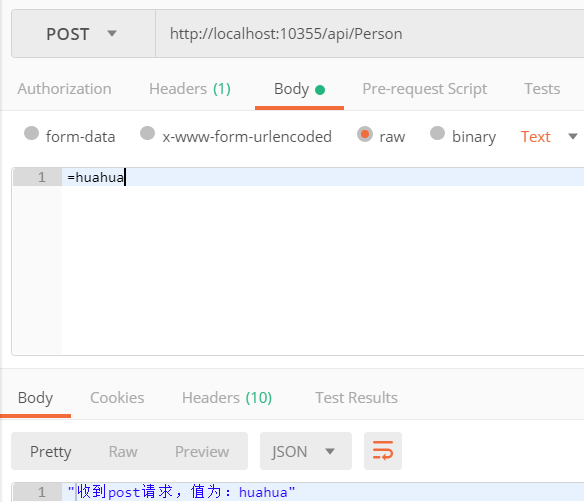 POST http://localhost:10355/api/Person
Authorization Headers (1) Body Pre-request Script Tests
form-data x-www-form-urlencoded raw binary Text
1 =huahua
Body Cookies Headers (10) Test Results
Pretty Raw Preview JSON
1 "收到post请求，值为：huahua"